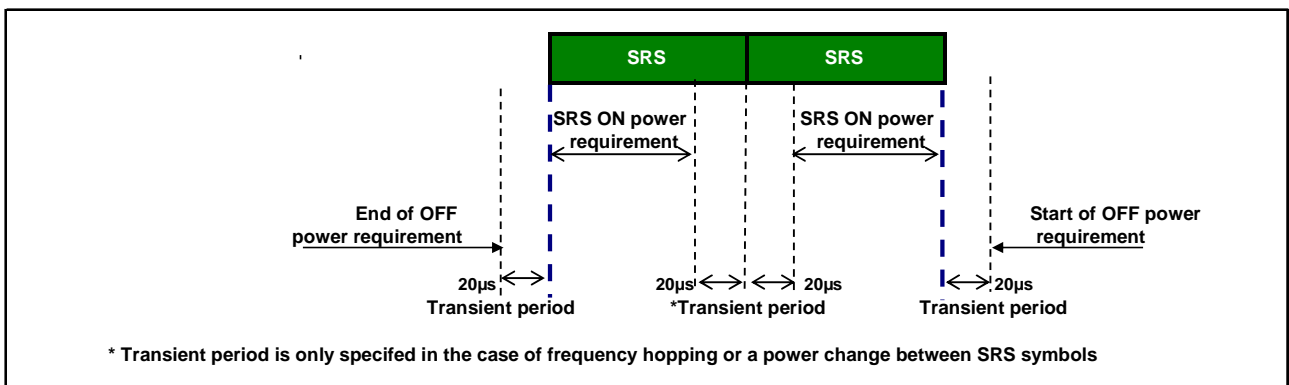 SRS SRS
SRS ON power
requirement
SRS ON power
requirement
End of OFF
power requirement
Start of OFF power
requirement
20µs 20µs 20µs 20µs
Transient period *Transient period Transient period
* Transient period is only specifed in the case of frequency hopping or a power change between SRS symbols